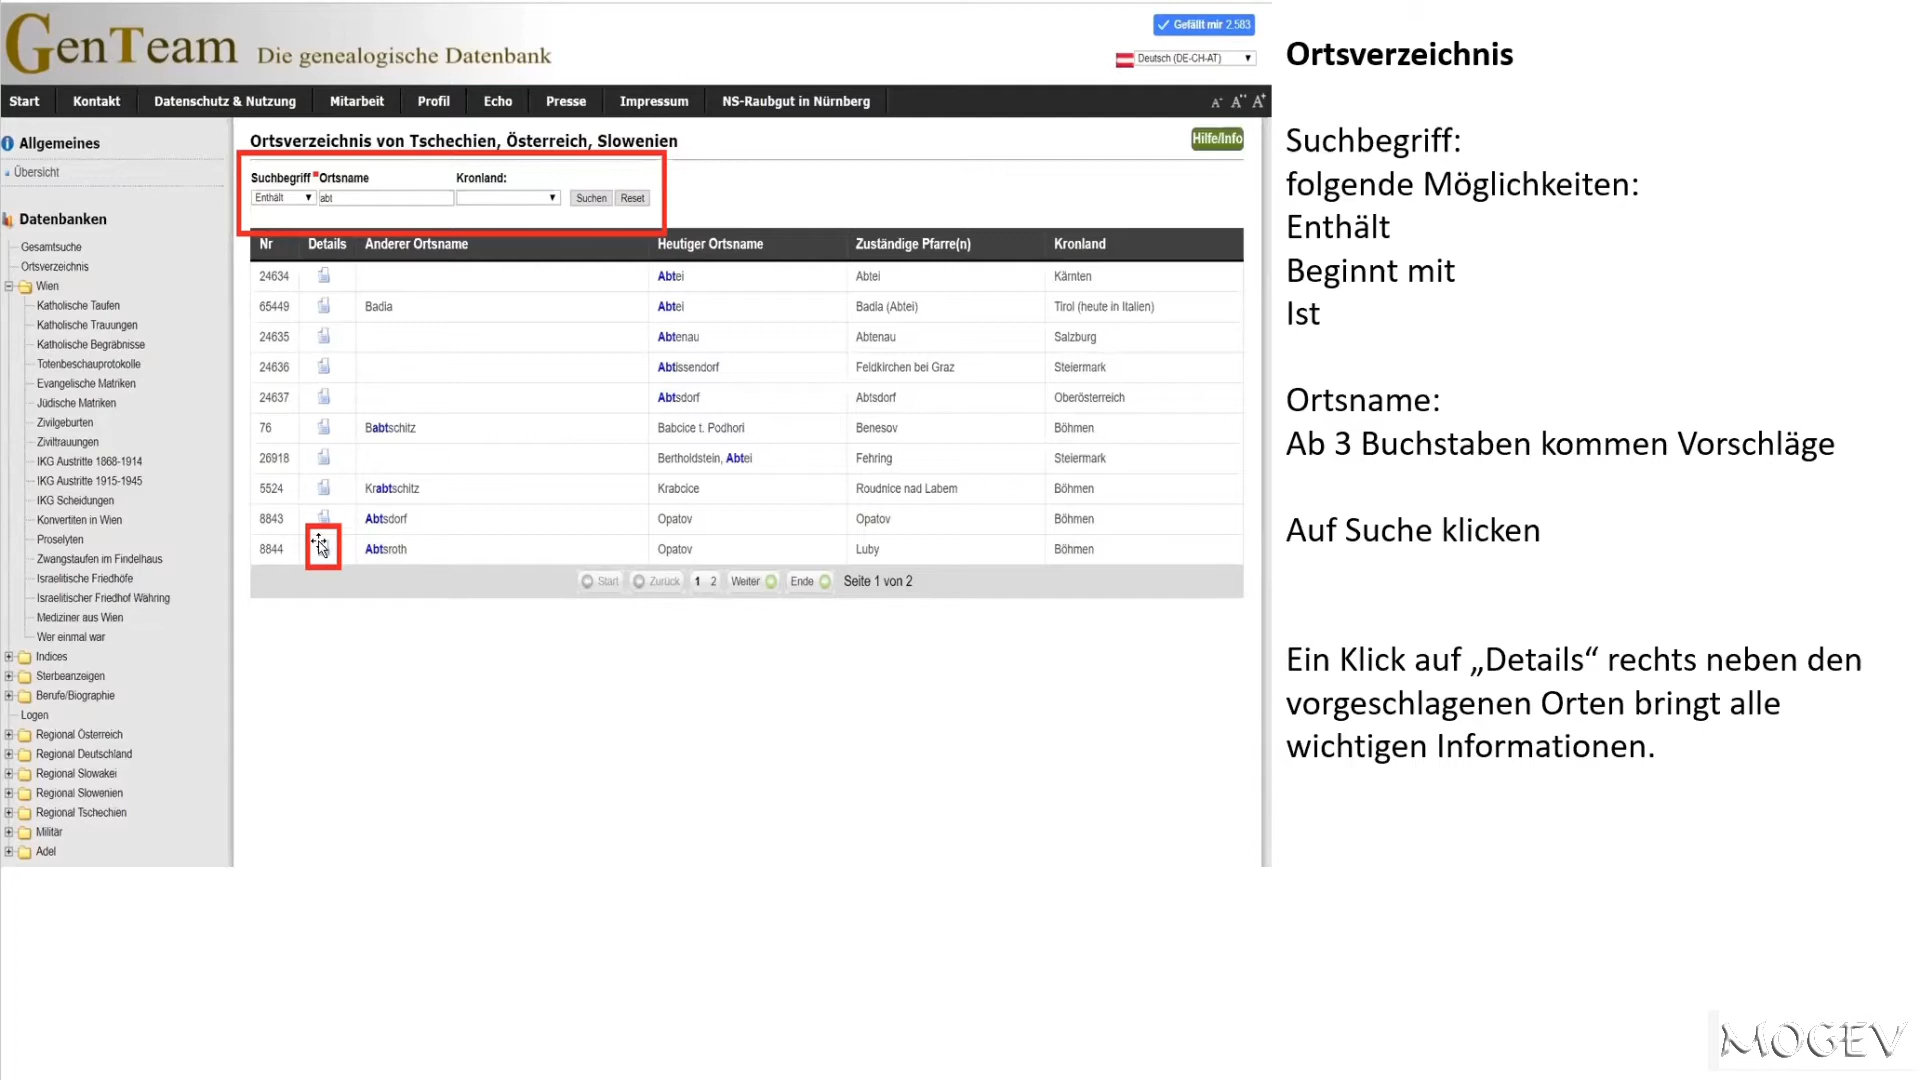 GenTeam Die genealogische Datenbank
Gefällt mir 2.583
Deutsch (DE-CH-AT)
Start Kontakt Datenschutz & Nutzung Mitarbeit Profil Echo Presse Impressum NS-Raubgut in Nürnberg A- A•• A+
Allgemeines
Übersicht
Datenbanken
Gesamtsuche
Ortsverzeichnis
Wien
Katholische Taufen
Katholische Trauungen
Katholische Begräbnisse
Totenbeschauprotokolle
Evangelische Matriken
Jüdische Matriken
Zivilgeburten
Ziviltrauungen
IKG Austritte 1868-1914
IKG Austritte 1915-1945
IKG Scheidungen
Konvertiten in Wien
Proselyten
Zwangstaufen im Findelhaus
Israelitische Friedhöfe
Israelitischer Friedhof Währing
Mediziner aus Wien
Wer einmal war
Indices
Sterbeanzeigen
Berufe/Biographie
Logen
Regional Österreich
Regional Deutschland
Regional Slowakei
Regional Slowenien
Regional Tschechien
Militär
Adel
Ortsverzeichnis von Tschechien, Österreich, Slowenien
Hilfe/Info
Suchbegriff Ortsname Kronland:
Enthält abt Suchen Reset
Nr Details Anderer Ortsname Heutiger Ortsname Zuständige Pfarre(n) Kronland
24634 Abtei Abtei Kärnten
65449 Badia Abtei Badia (Abtei) Tirol (heute in Italien)
24635 Abtenau Abtenau Salzburg
24636 Abtissendorf Feldkirchen bei Graz Steiermark
24637 Abtsdorf Abtsdorf Oberösterreich
76 Babtschitz Babcice t. Podhori Benesov Böhmen
26918 Bertholdstein, Abtei Fehring Steiermark
5524 Krabtschitz Krabcice Roudnice nad Labem Böhmen
8843 Abtsdorf Opatov Opatov Böhmen
8844 Abtsroth Opatov Luby Böhmen
Start Zurück 1 2 Weiter Ende Seite 1 von 2
Ortsverzeichnis
Suchbegriff:
folgende Möglichkeiten:
Enthält
Beginnt mit
Ist
Ortsname:
Ab 3 Buchstaben kommen Vorschläge
Auf Suche klicken
Ein Klick auf „Details“ rechts neben den
vorgeschlagenen Orten bringt alle
wichtigen Informationen.
MOGEV